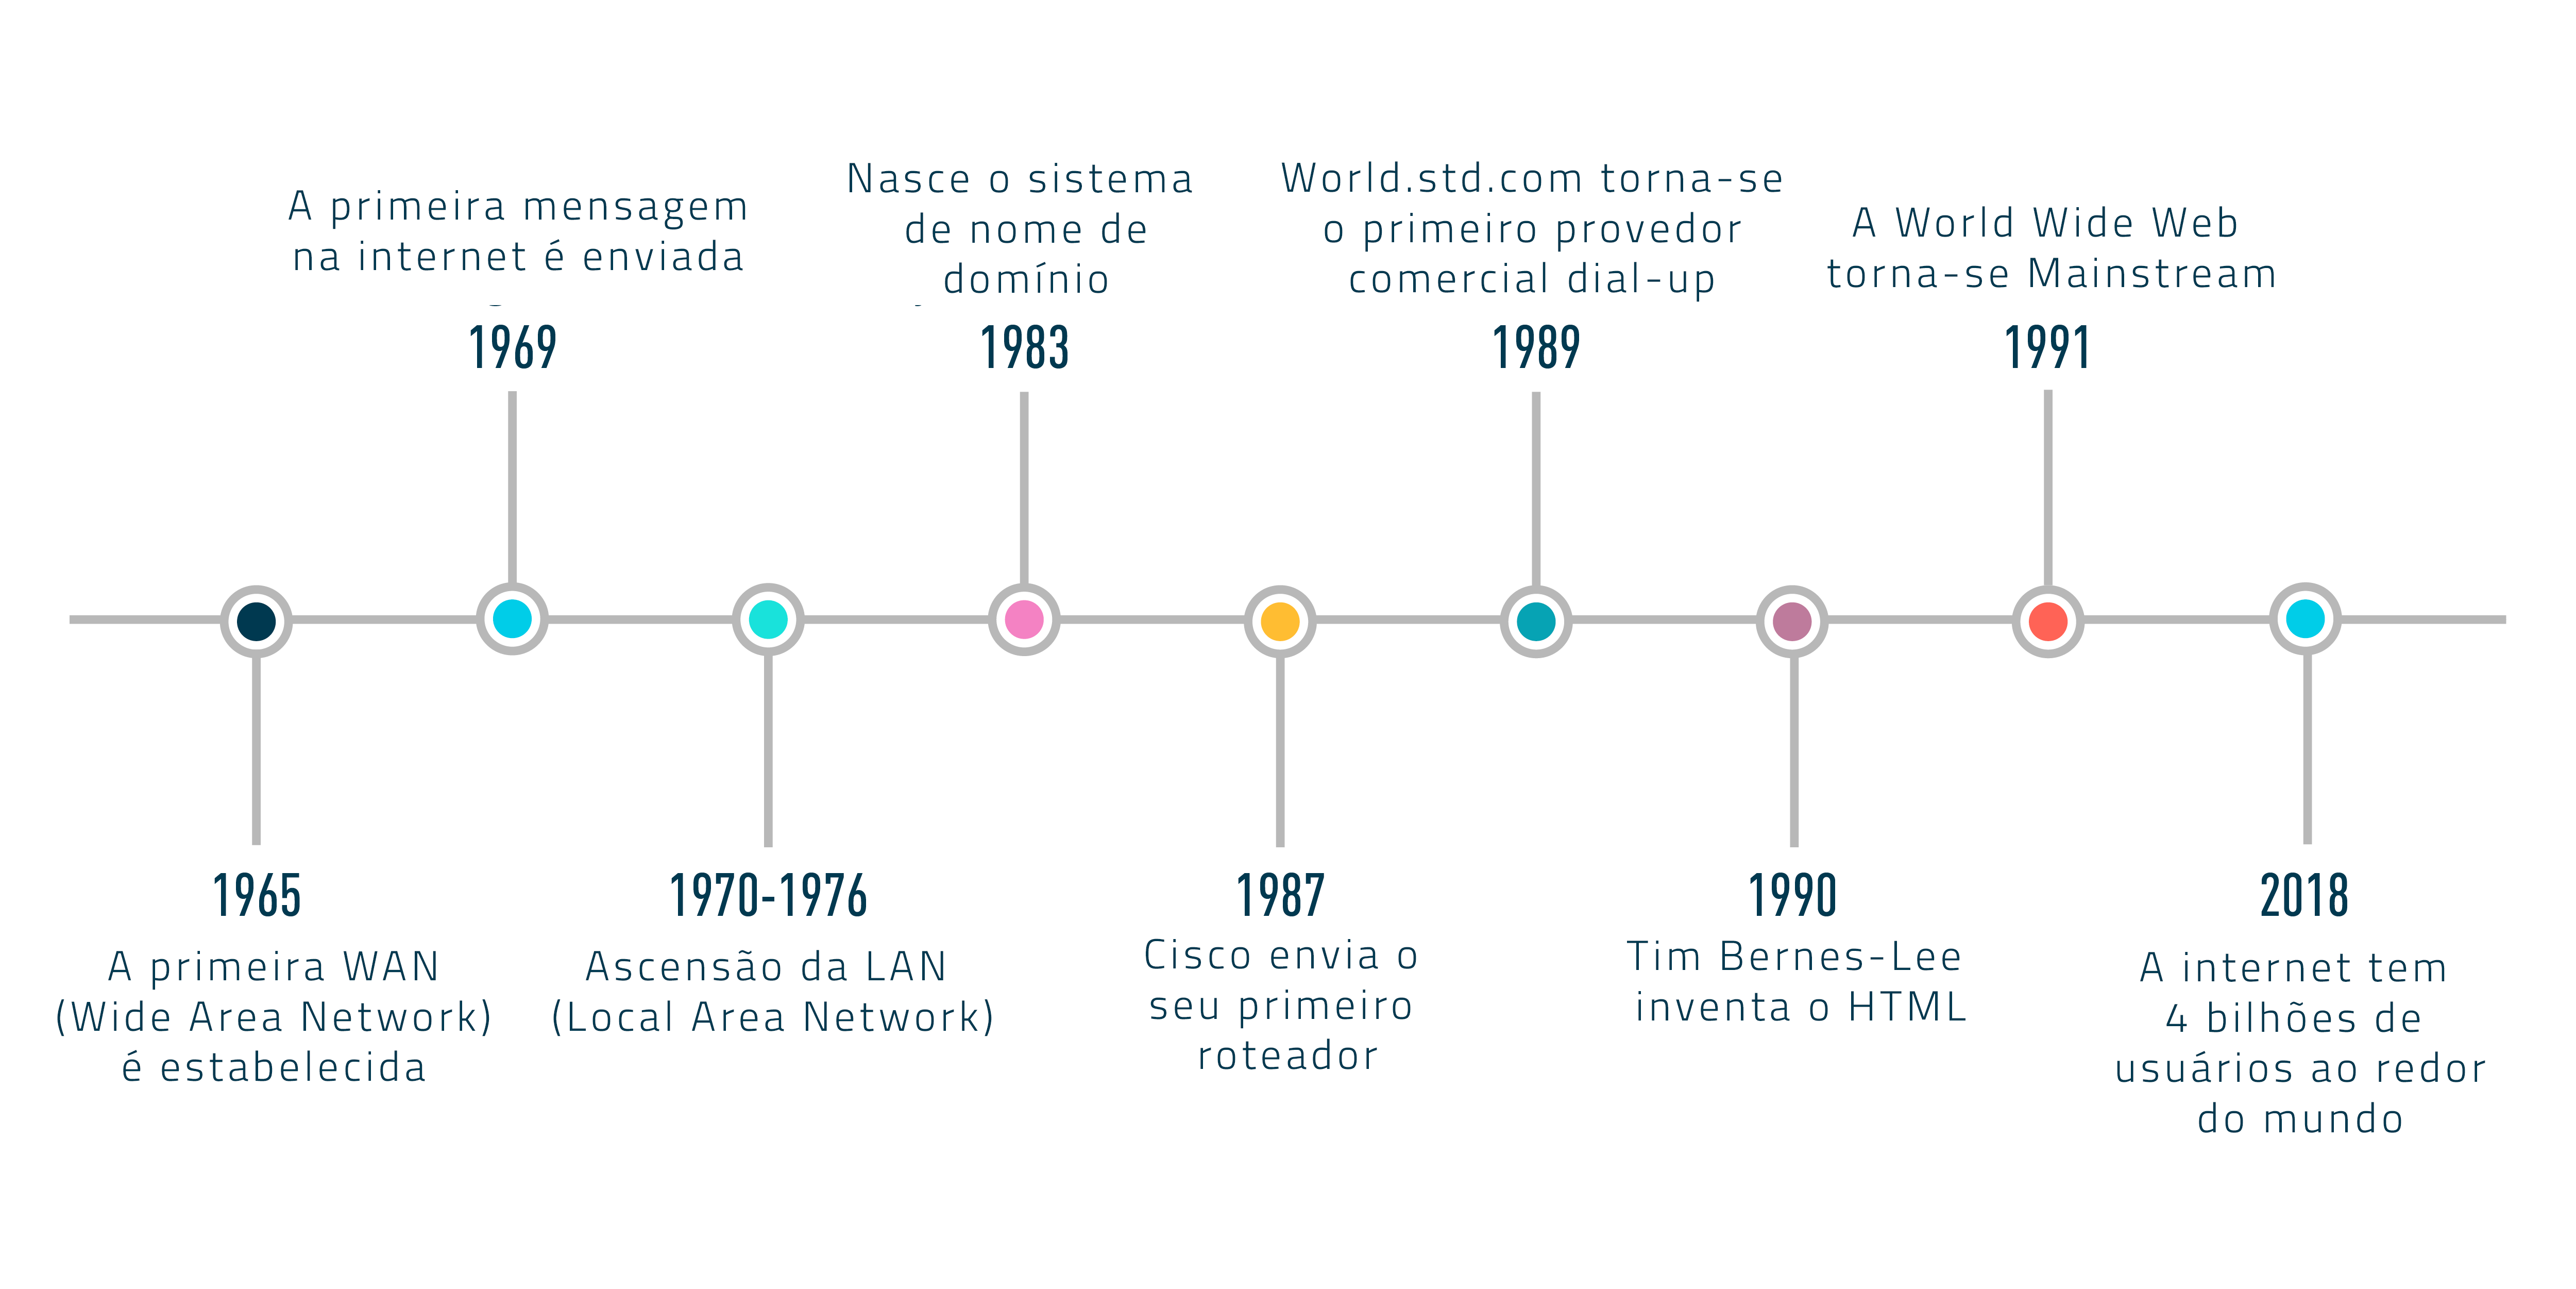 A primeira mensagem
na internet é enviada
1969
Nasce o sistema
de nome de
domínio
1983
World.std.com torna-se
o primeiro provedor
comercial dial-up
1989
A World Wide Web
torna-se Mainstream
1991
1965
A primeira WAN
(Wide Area Network)
é estabelecida
1970-1976
Ascensão da LAN
(Local Area Network)
1987
Cisco envia o
seu primeiro
roteador
1990
Tim Bernes-Lee
inventa o HTML
2018
A internet tem
4 bilhões de
usuários ao redor
do mundo